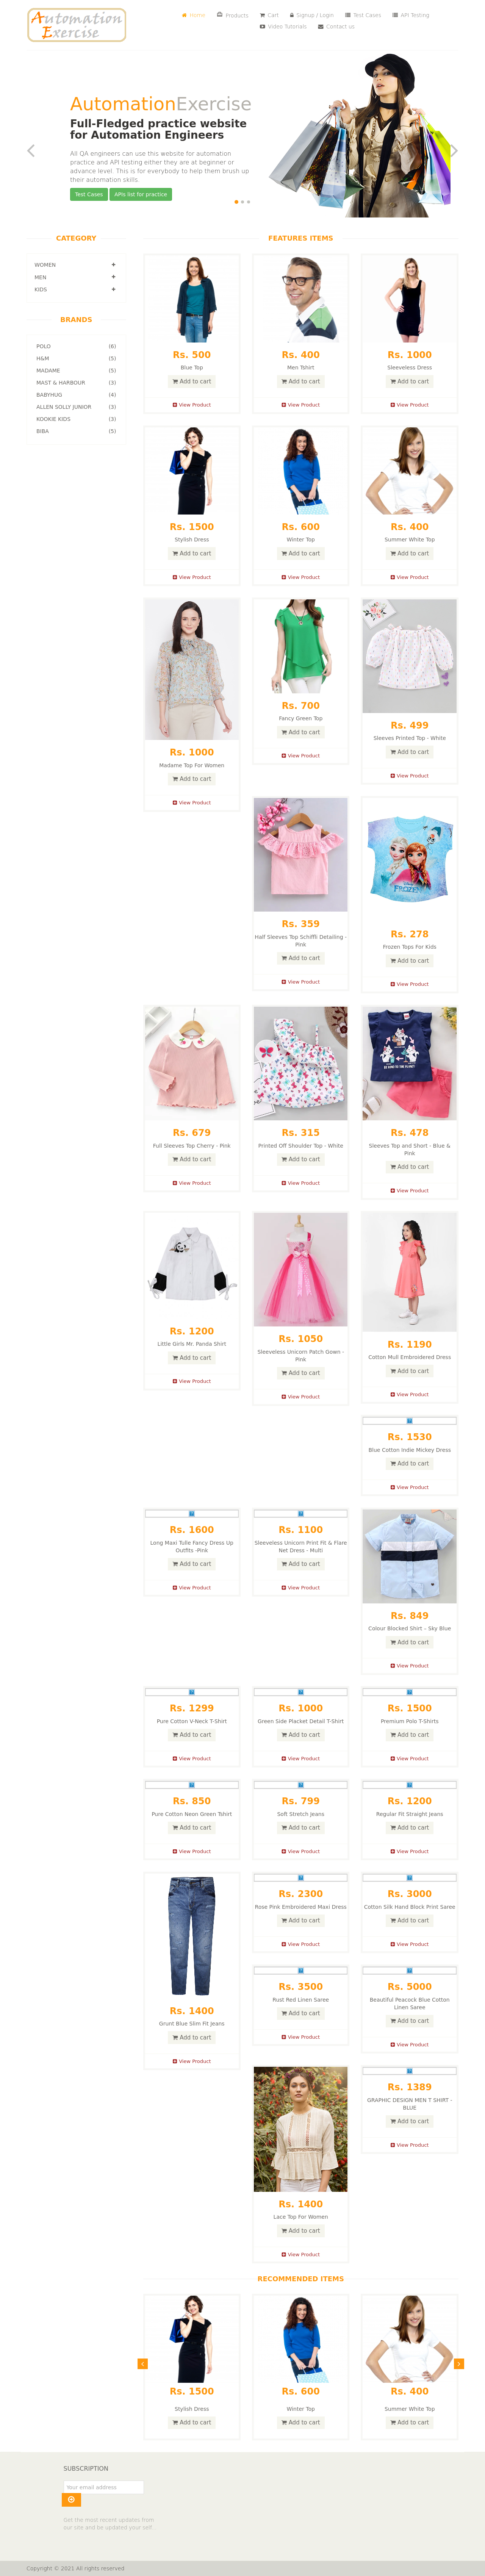 Automation
Exercise
Home
Products
Cart
Signup / Login
Test Cases
API Testing
Video Tutorials
Contact us
AutomationExercise
Full-Fledged practice website
for Automation Engineers
All QA engineers can use this website for automation
practice and API testing either they are at beginner or
advance level. This is for everybody to help them brush up
their automation skills.
Test Cases
APIs list for practice
CATEGORY
WOMEN
MEN
KIDS
BRANDS
POLO (6)
H&M (5)
MADAME (5)
MAST & HARBOUR (3)
BABYHUG (4)
ALLEN SOLLY JUNIOR (3)
KOOKIE KIDS (3)
BIBA (5)
FEATURES ITEMS
Rs. 500
Blue Top
Add to cart
View Product
Rs. 400
Men Tshirt
Add to cart
View Product
Rs. 1000
Sleeveless Dress
Add to cart
View Product
Rs. 1500
Stylish Dress
Add to cart
View Product
Rs. 600
Winter Top
Add to cart
View Product
Rs. 400
Summer White Top
Add to cart
View Product
Rs. 1000
Madame Top For Women
Add to cart
View Product
Rs. 700
Fancy Green Top
Add to cart
View Product
Rs. 499
Sleeves Printed Top - White
Add to cart
View Product
Rs. 359
Half Sleeves Top Schiffli Detailing -
Pink
Add to cart
View Product
FROZEN
Rs. 278
Frozen Tops For Kids
Add to cart
View Product
Rs. 679
Full Sleeves Top Cherry - Pink
Add to cart
View Product
Rs. 315
Printed Off Shoulder Top - White
Add to cart
View Product
Rs. 478
Sleeves Top and Short - Blue &
Pink
Add to cart
View Product
Rs. 1200
Little Girls Mr. Panda Shirt
Add to cart
View Product
Rs. 1050
Sleeveless Unicorn Patch Gown -
Pink
Add to cart
View Product
Rs. 1190
Cotton Mull Embroidered Dress
Add to cart
View Product
Rs. 1530
Blue Cotton Indie Mickey Dress
Add to cart
View Product
Rs. 1600
Long Maxi Tulle Fancy Dress Up
Outfits -Pink
Add to cart
View Product
Rs. 1100
Sleeveless Unicorn Print Fit & Flare
Net Dress - Multi
Add to cart
View Product
Rs. 849
Colour Blocked Shirt – Sky Blue
Add to cart
View Product
Rs. 1299
Pure Cotton V-Neck T-Shirt
Add to cart
View Product
Rs. 1000
Green Side Placket Detail T-Shirt
Add to cart
View Product
Rs. 1500
Premium Polo T-Shirts
Add to cart
View Product
Rs. 850
Pure Cotton Neon Green Tshirt
Add to cart
View Product
Rs. 799
Soft Stretch Jeans
Add to cart
View Product
Rs. 1200
Regular Fit Straight Jeans
Add to cart
View Product
Rs. 1400
Grunt Blue Slim Fit Jeans
Add to cart
View Product
Rs. 2300
Rose Pink Embroidered Maxi Dress
Add to cart
View Product
Rs. 3000
Cotton Silk Hand Block Print Saree
Add to cart
View Product
Rs. 3500
Rust Red Linen Saree
Add to cart
View Product
Rs. 5000
Beautiful Peacock Blue Cotton
Linen Saree
Add to cart
View Product
Rs. 1400
Lace Top For Women
Add to cart
View Product
Rs. 1389
GRAPHIC DESIGN MEN T SHIRT -
BLUE
Add to cart
View Product
RECOMMENDED ITEMS
Rs. 1500
Stylish Dress
Add to cart
Rs. 600
Winter Top
Add to cart
Rs. 400
Summer White Top
Add to cart
SUBSCRIPTION
Your email address
Get the most recent updates from
our site and be updated your self...
Copyright © 2021 All rights reserved